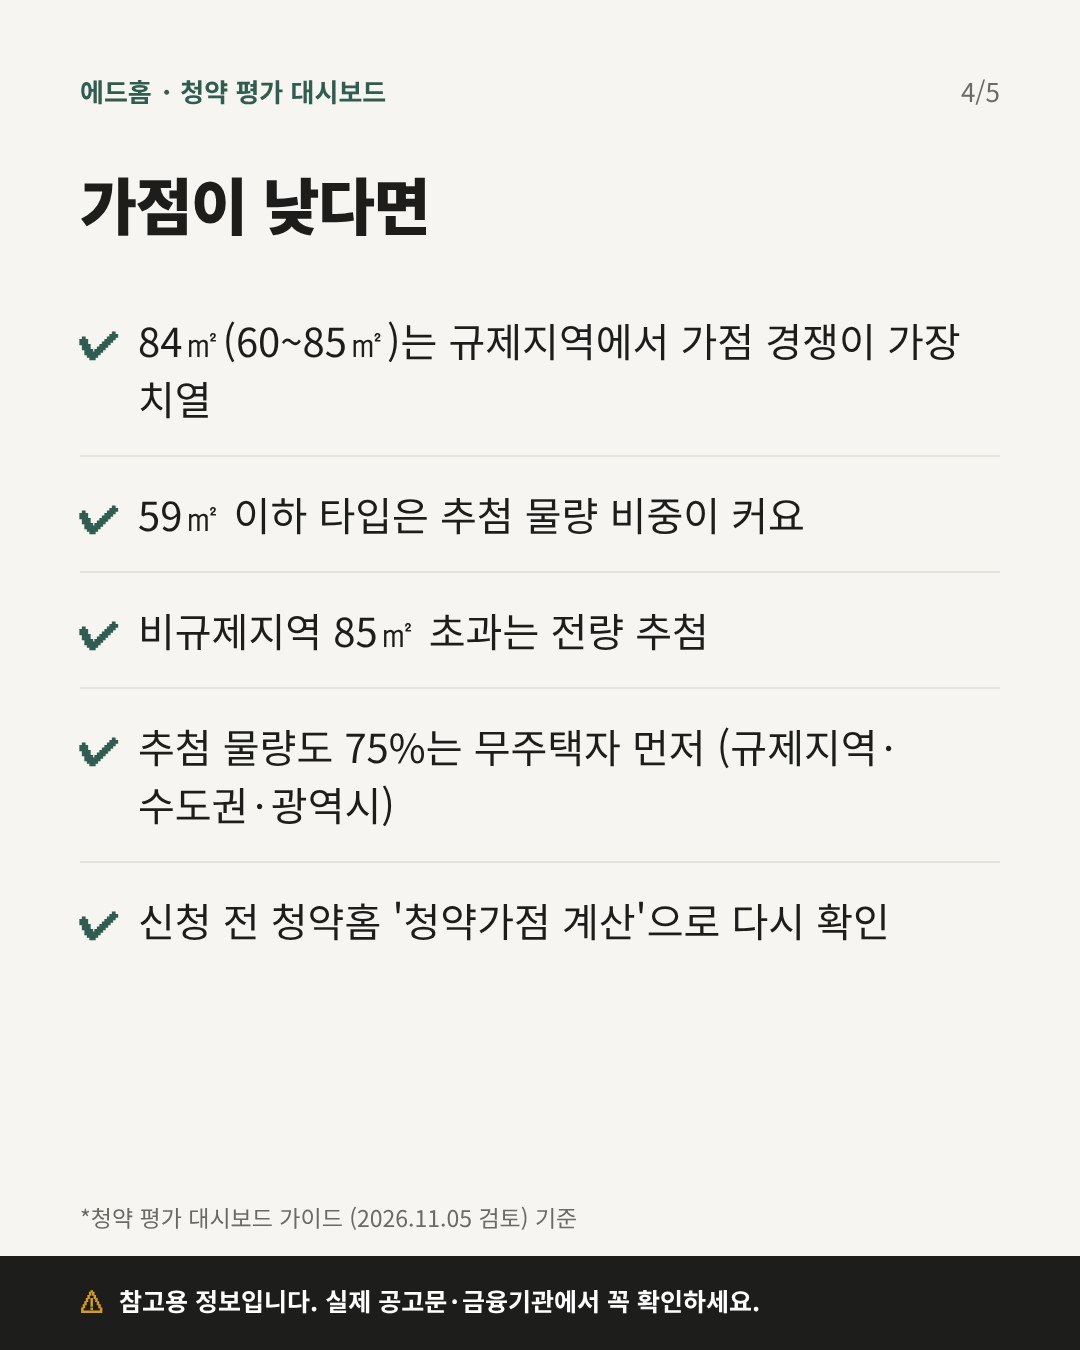 에드홈 · 청약 평가 대시보드
4/5
가점이 낮다면
✔ 84㎡(60~85㎡)는 규제지역에서 가점 경쟁이 가장
치열
✔ 59㎡ 이하 타입은 추첨 물량 비중이 커요
✔ 비규제지역 85㎡ 초과는 전량 추첨
✔ 추첨 물량도 75%는 무주택자 먼저 (규제지역·
수도권·광역시)
✔ 신청 전 청약홈 '청약가점 계산'으로 다시 확인
*청약 평가 대시보드 가이드 (2026.11.05 검토) 기준
⚠ 참고용 정보입니다. 실제 공고문·금융기관에서 꼭 확인하세요.